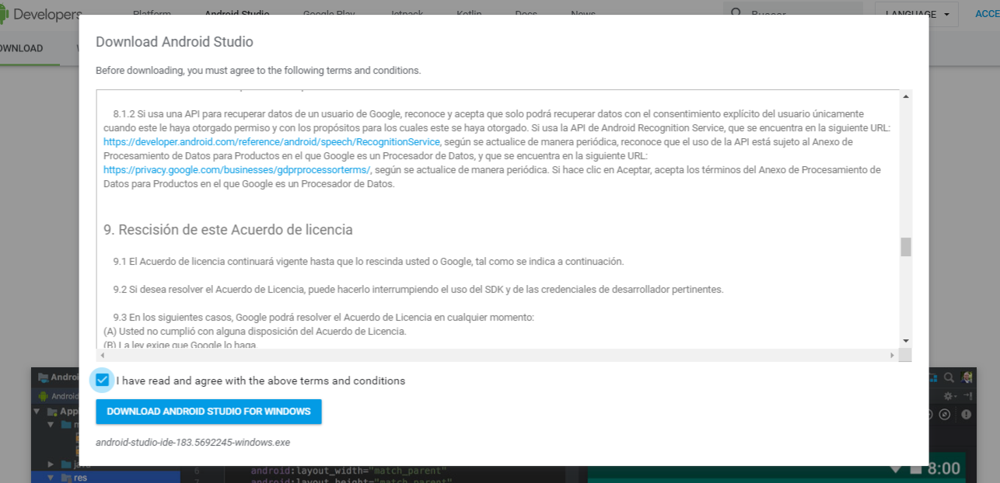 Developers
Platform Android Studio Google Play Jetpack Kotlin Docs News
LANGUAGE ACCE
OWNLOAD
Download Android Studio
Before downloading, you must agree to the following terms and conditions.
8.1.2 Si usa una API para recuperar datos de un usuario de Google, reconoce y acepta que solo podrá recuperar datos con el consentimiento explícito del usuario únicamente
cuando este le haya otorgado permiso y con los propósitos para los cuales este se haya otorgado. Si usa la API de Android Recognition Service, que se encuentra en la siguiente URL:
https://developer.android.com/reference/android/speech/RecognitionService, según se actualice de manera periódica, reconoce que el uso de la API está sujeto al Anexo de
Procesamiento de Datos para Productos en el que Google es un Procesador de Datos, y que se encuentra en la siguiente URL:
https://privacy.google.com/businesses/gdprprocessorterms/, según se actualice de manera periódica. Si hace clic en Aceptar, acepta los términos del Anexo de Procesamiento de
Datos para Productos en el que Google es un Procesador de Datos.
9. Rescisión de este Acuerdo de licencia
9.1 El Acuerdo de licencia continuará vigente hasta que lo rescinda usted o Google, tal como se indica a continuación.
9.2 Si desea resolver el Acuerdo de Licencia, puede hacerlo interrumpiendo el uso del SDK y de las credenciales de desarrollador pertinentes.
9.3 En los siguientes casos, Google podrá resolver el Acuerdo de Licencia en cualquier momento:
(A) Usted no cumplió con alguna disposición del Acuerdo de Licencia.
(B) La ley exige que Google lo haga.
I have read and agree with the above terms and conditions
DOWNLOAD ANDROID STUDIO FOR WINDOWS
android-studio-ide-183.5692245-windows.exe
Androi
Android
App
m
java
res
6 android:layout_width="match_parent"
7 android:layout_height="match_parent"
8:00